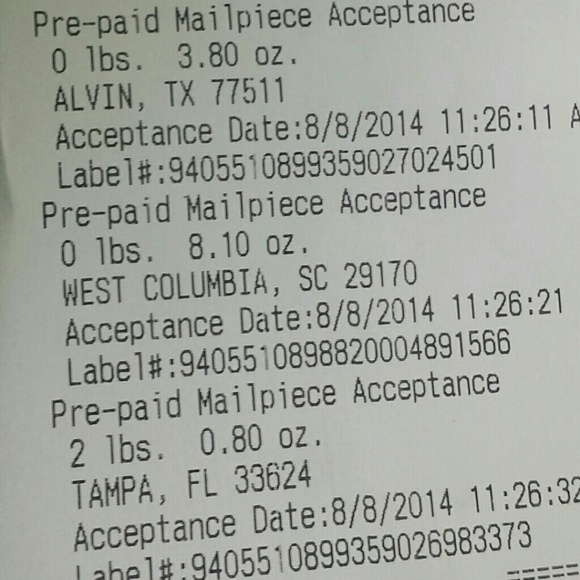 Pre-paid Mailpiece Acceptance
0 lbs. 3.80 oz.
ALVIN, TX 77511
Acceptance Date:8/8/2014 11:26:11 A
Label#:9405510899359027024501
Pre-paid Mailpiece Acceptance
0 lbs. 8.10 oz.
WEST COLUMBIA, SC 29170
Acceptance Date:8/8/2014 11:26:21
Label#:9405510898820004891566
Pre-paid Mailpiece Acceptance
2 lbs. 0.80 oz.
TAMPA, FL 33624
Acceptance Date:8/8/2014 11:26:32
Label#:9405510899359026983373
=====